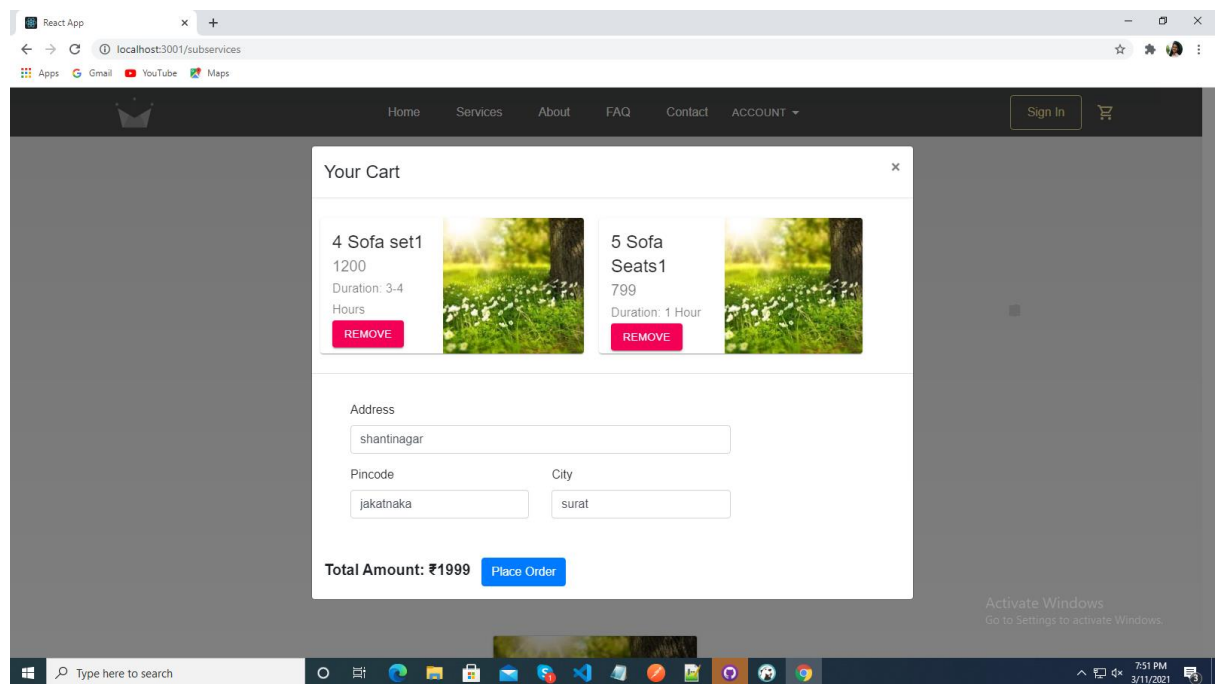 React App
localhost:3001/subservices
Apps Gmail YouTube Maps
Home Services About FAQ Contact ACCOUNT Sign In
Your Cart
4 Sofa set1
1200
Duration: 3-4
Hours
REMOVE
5 Sofa
Seats1
799
Duration: 1 Hour
REMOVE
Address
shantinagar
Pincode City
jakatnaka surat
Total Amount: ₹1999 Place Order
Activate Windows
Go to Settings to activate Windows.
Type here to search
7:51 PM
3/11/2021